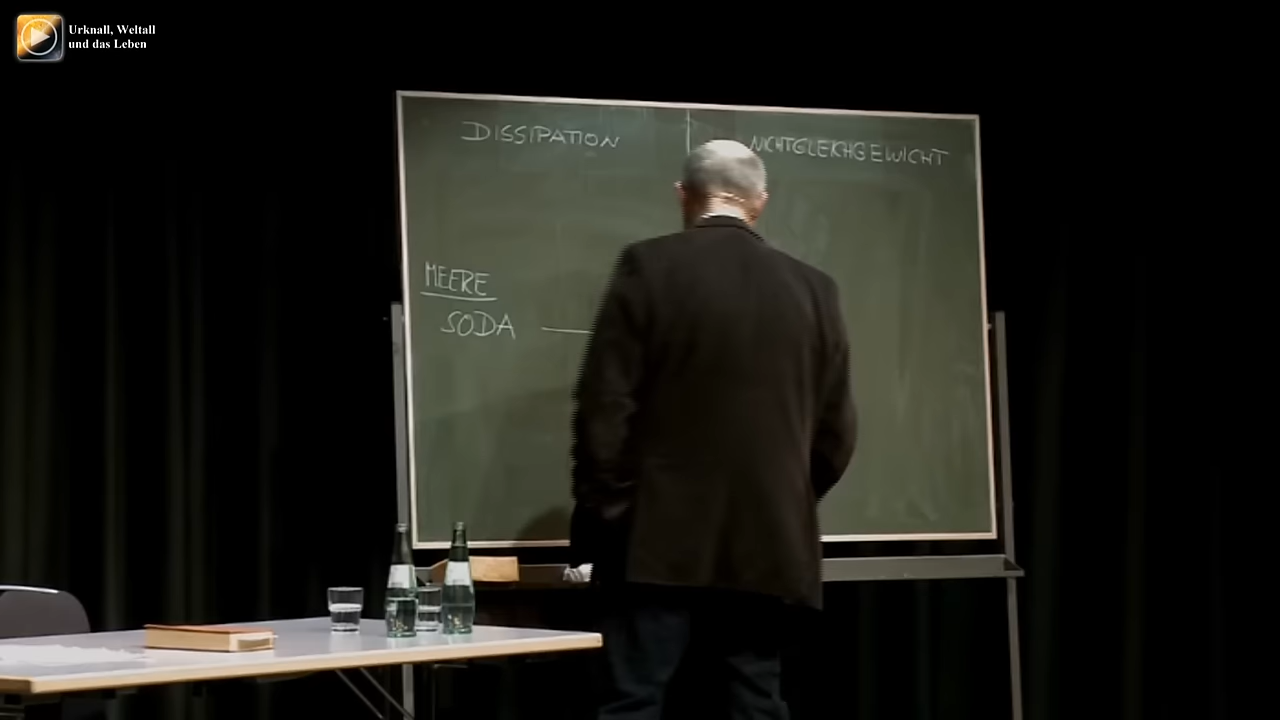 Urknall, Weltall
und das Leben
DISSIPATION
NICHTGLEICHGEWICHT
MEERE
SODA